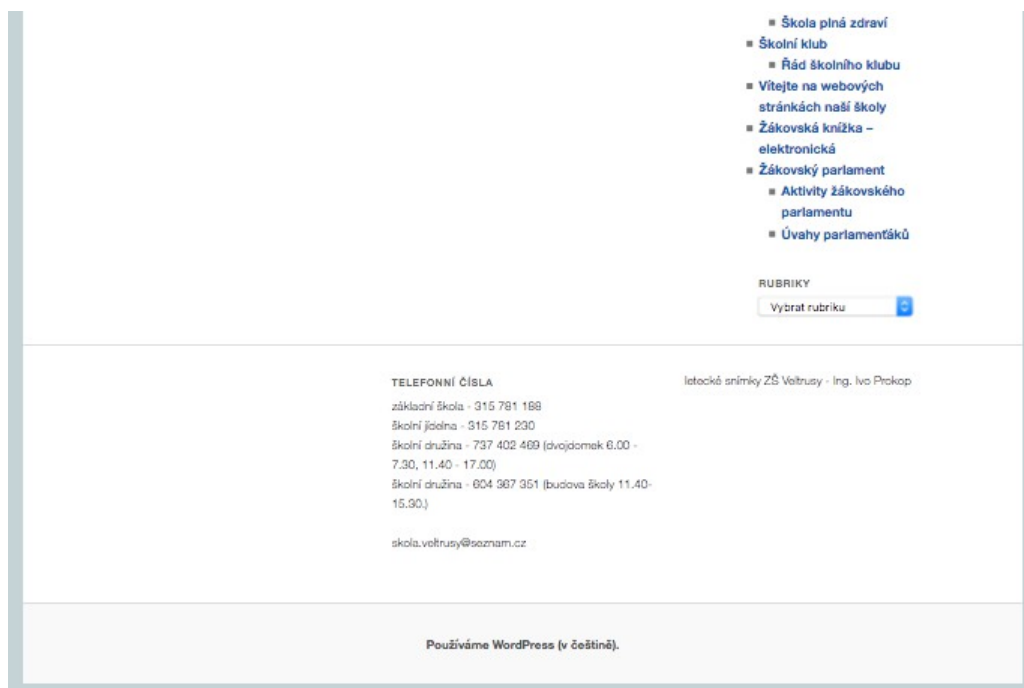 Škola plná zdraví
Školní klub
Řád školního klubu
Vítejte na webových
stránkách naší školy
Žákovská knížka –
elektronická
Žákovský parlament
Aktivity žákovského
parlamentu
Úvahy parlamenťáků
RUBRIKY
Vybrat rubriku
TELEFONNÍ ČÍSLA
základní škola - 315 781 188
školní jídelna - 315 781 230
školní družina - 737 402 469 (dvojdomek 6.00 -
7.30, 11.40 - 17.00)
školní družina - 604 367 351 (budova školy 11.40-
15.30.)
skola.veltrusy@seznam.cz
letecké snímky ZŠ Veltrusy - Ing. Ivo Prokop
Používáme WordPress (v češtině).